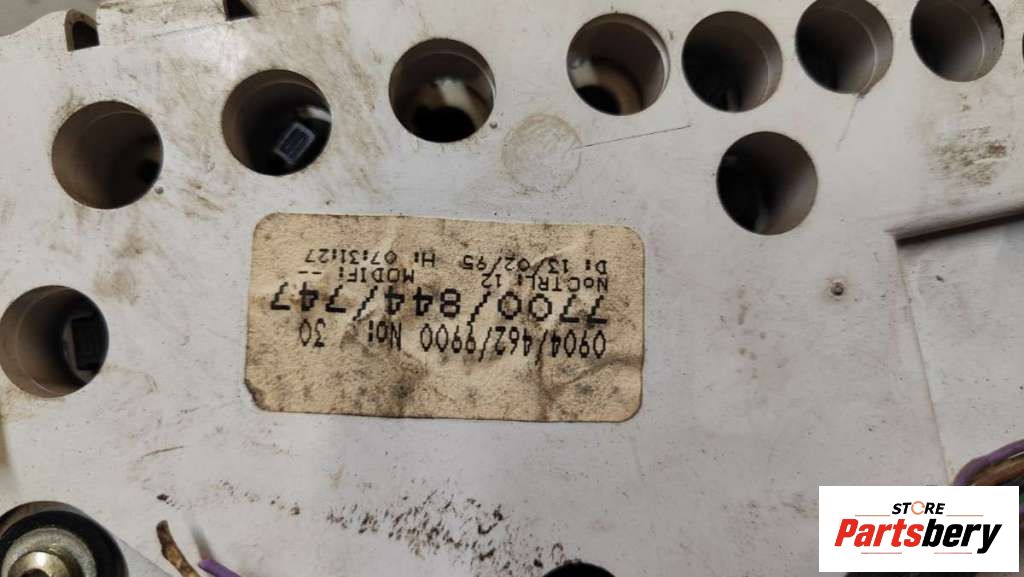 0904/462/9900 No: 30
7700/844/747
NoCTRL: 12 MODIF: --
D: 13/02/95 H: 07:31:27
STORE
Partsbery